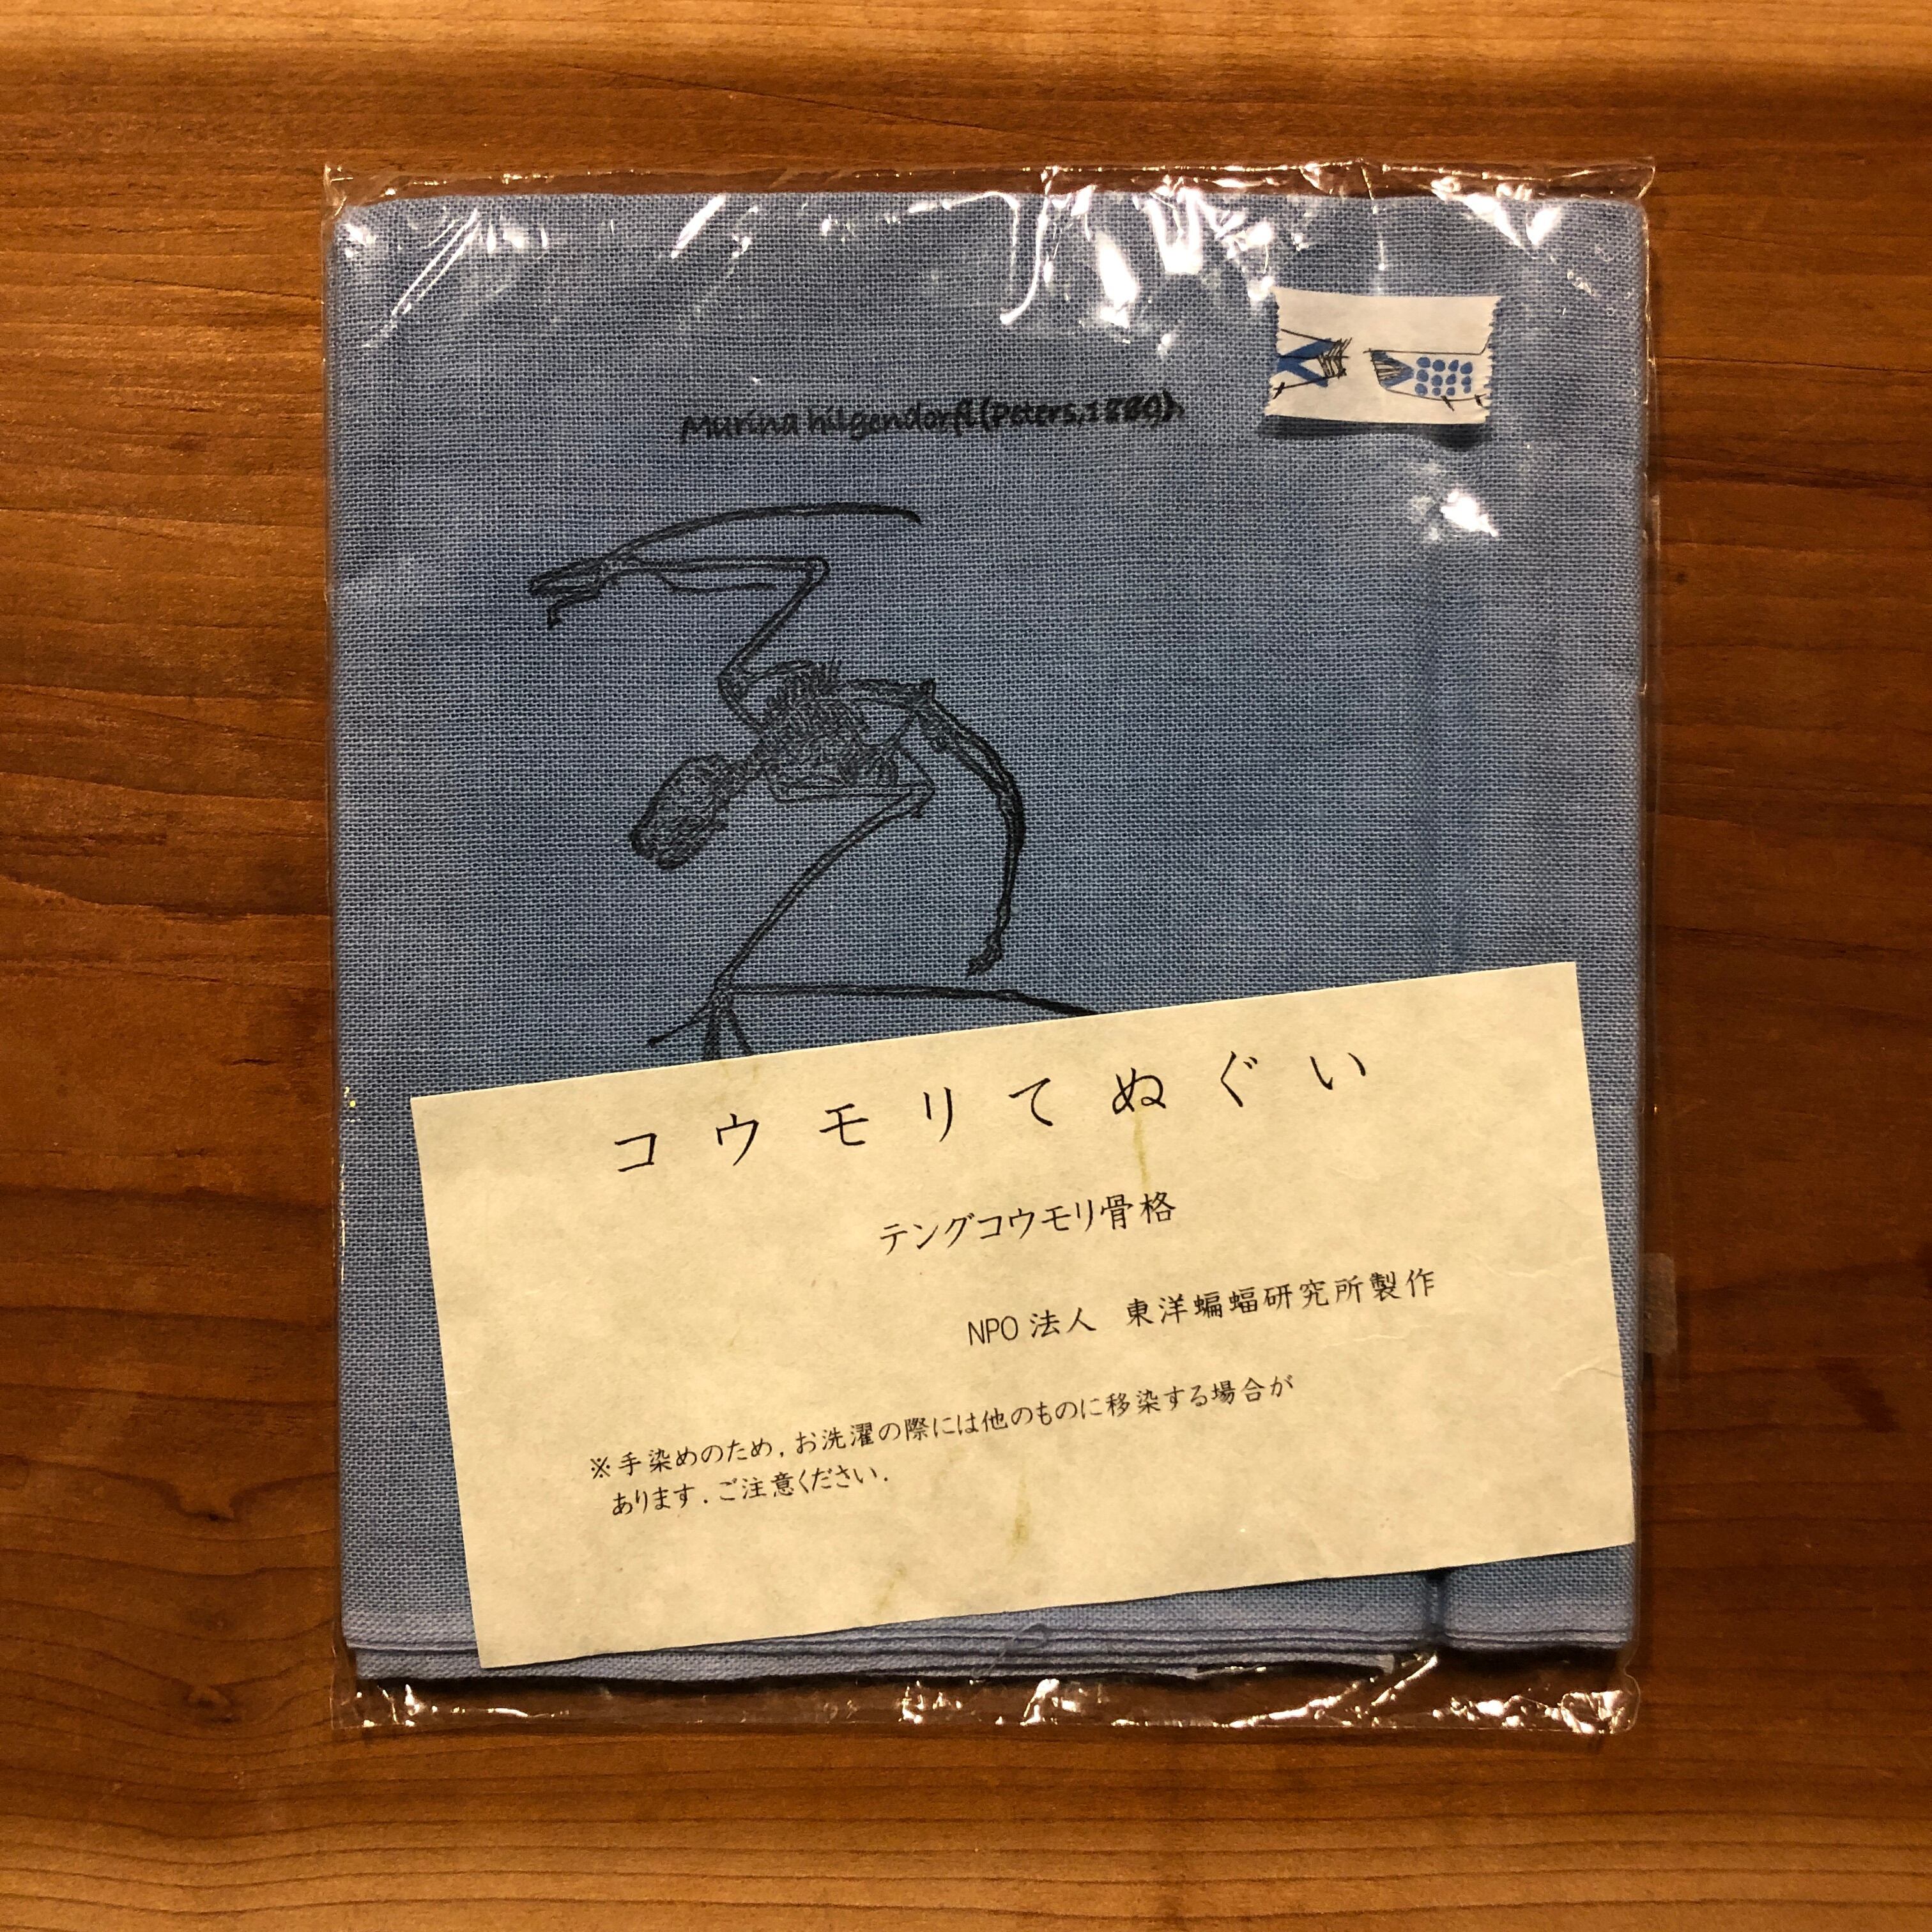 Murina hilgendorfi (Peters, 1880)
コウモリてぬぐい
テングコウモリ骨格
NPO 法人 東洋蝙蝠研究所製作
※手染めのため，お洗濯の際には他のものに移染する場合が
あります．ご注意ください．